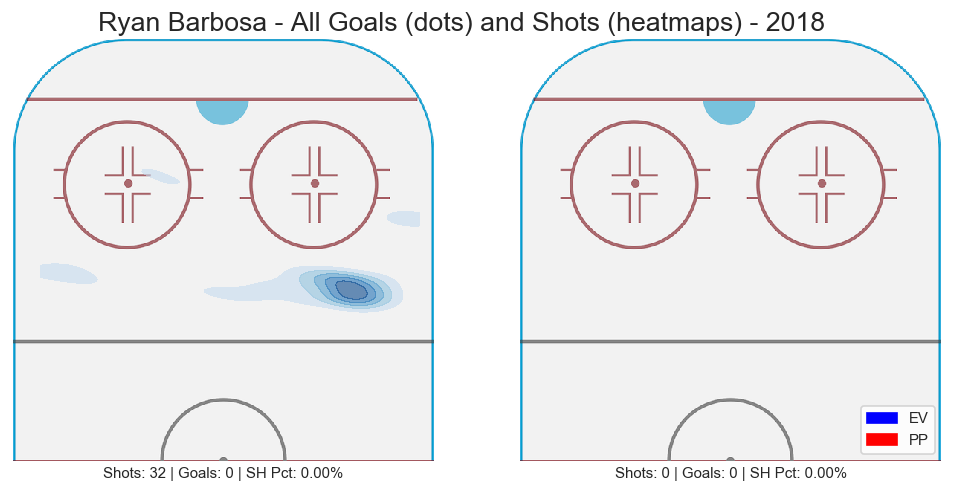 Ryan Barbosa - All Goals (dots) and Shots (heatmaps) - 2018
EV
PP
Shots: 32 | Goals: 0 | SH Pct: 0.00%
Shots: 0 | Goals: 0 | SH Pct: 0.00%